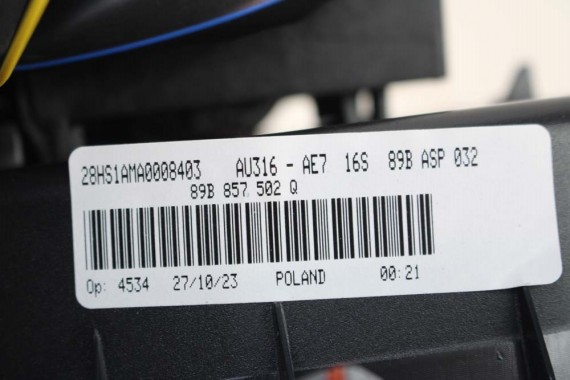 28HS1AMA0008403 AU316 - AE7 16S 89B ASP 032
89B 857 502 Q
Op: 4534 27/10/23 POLAND 00:21